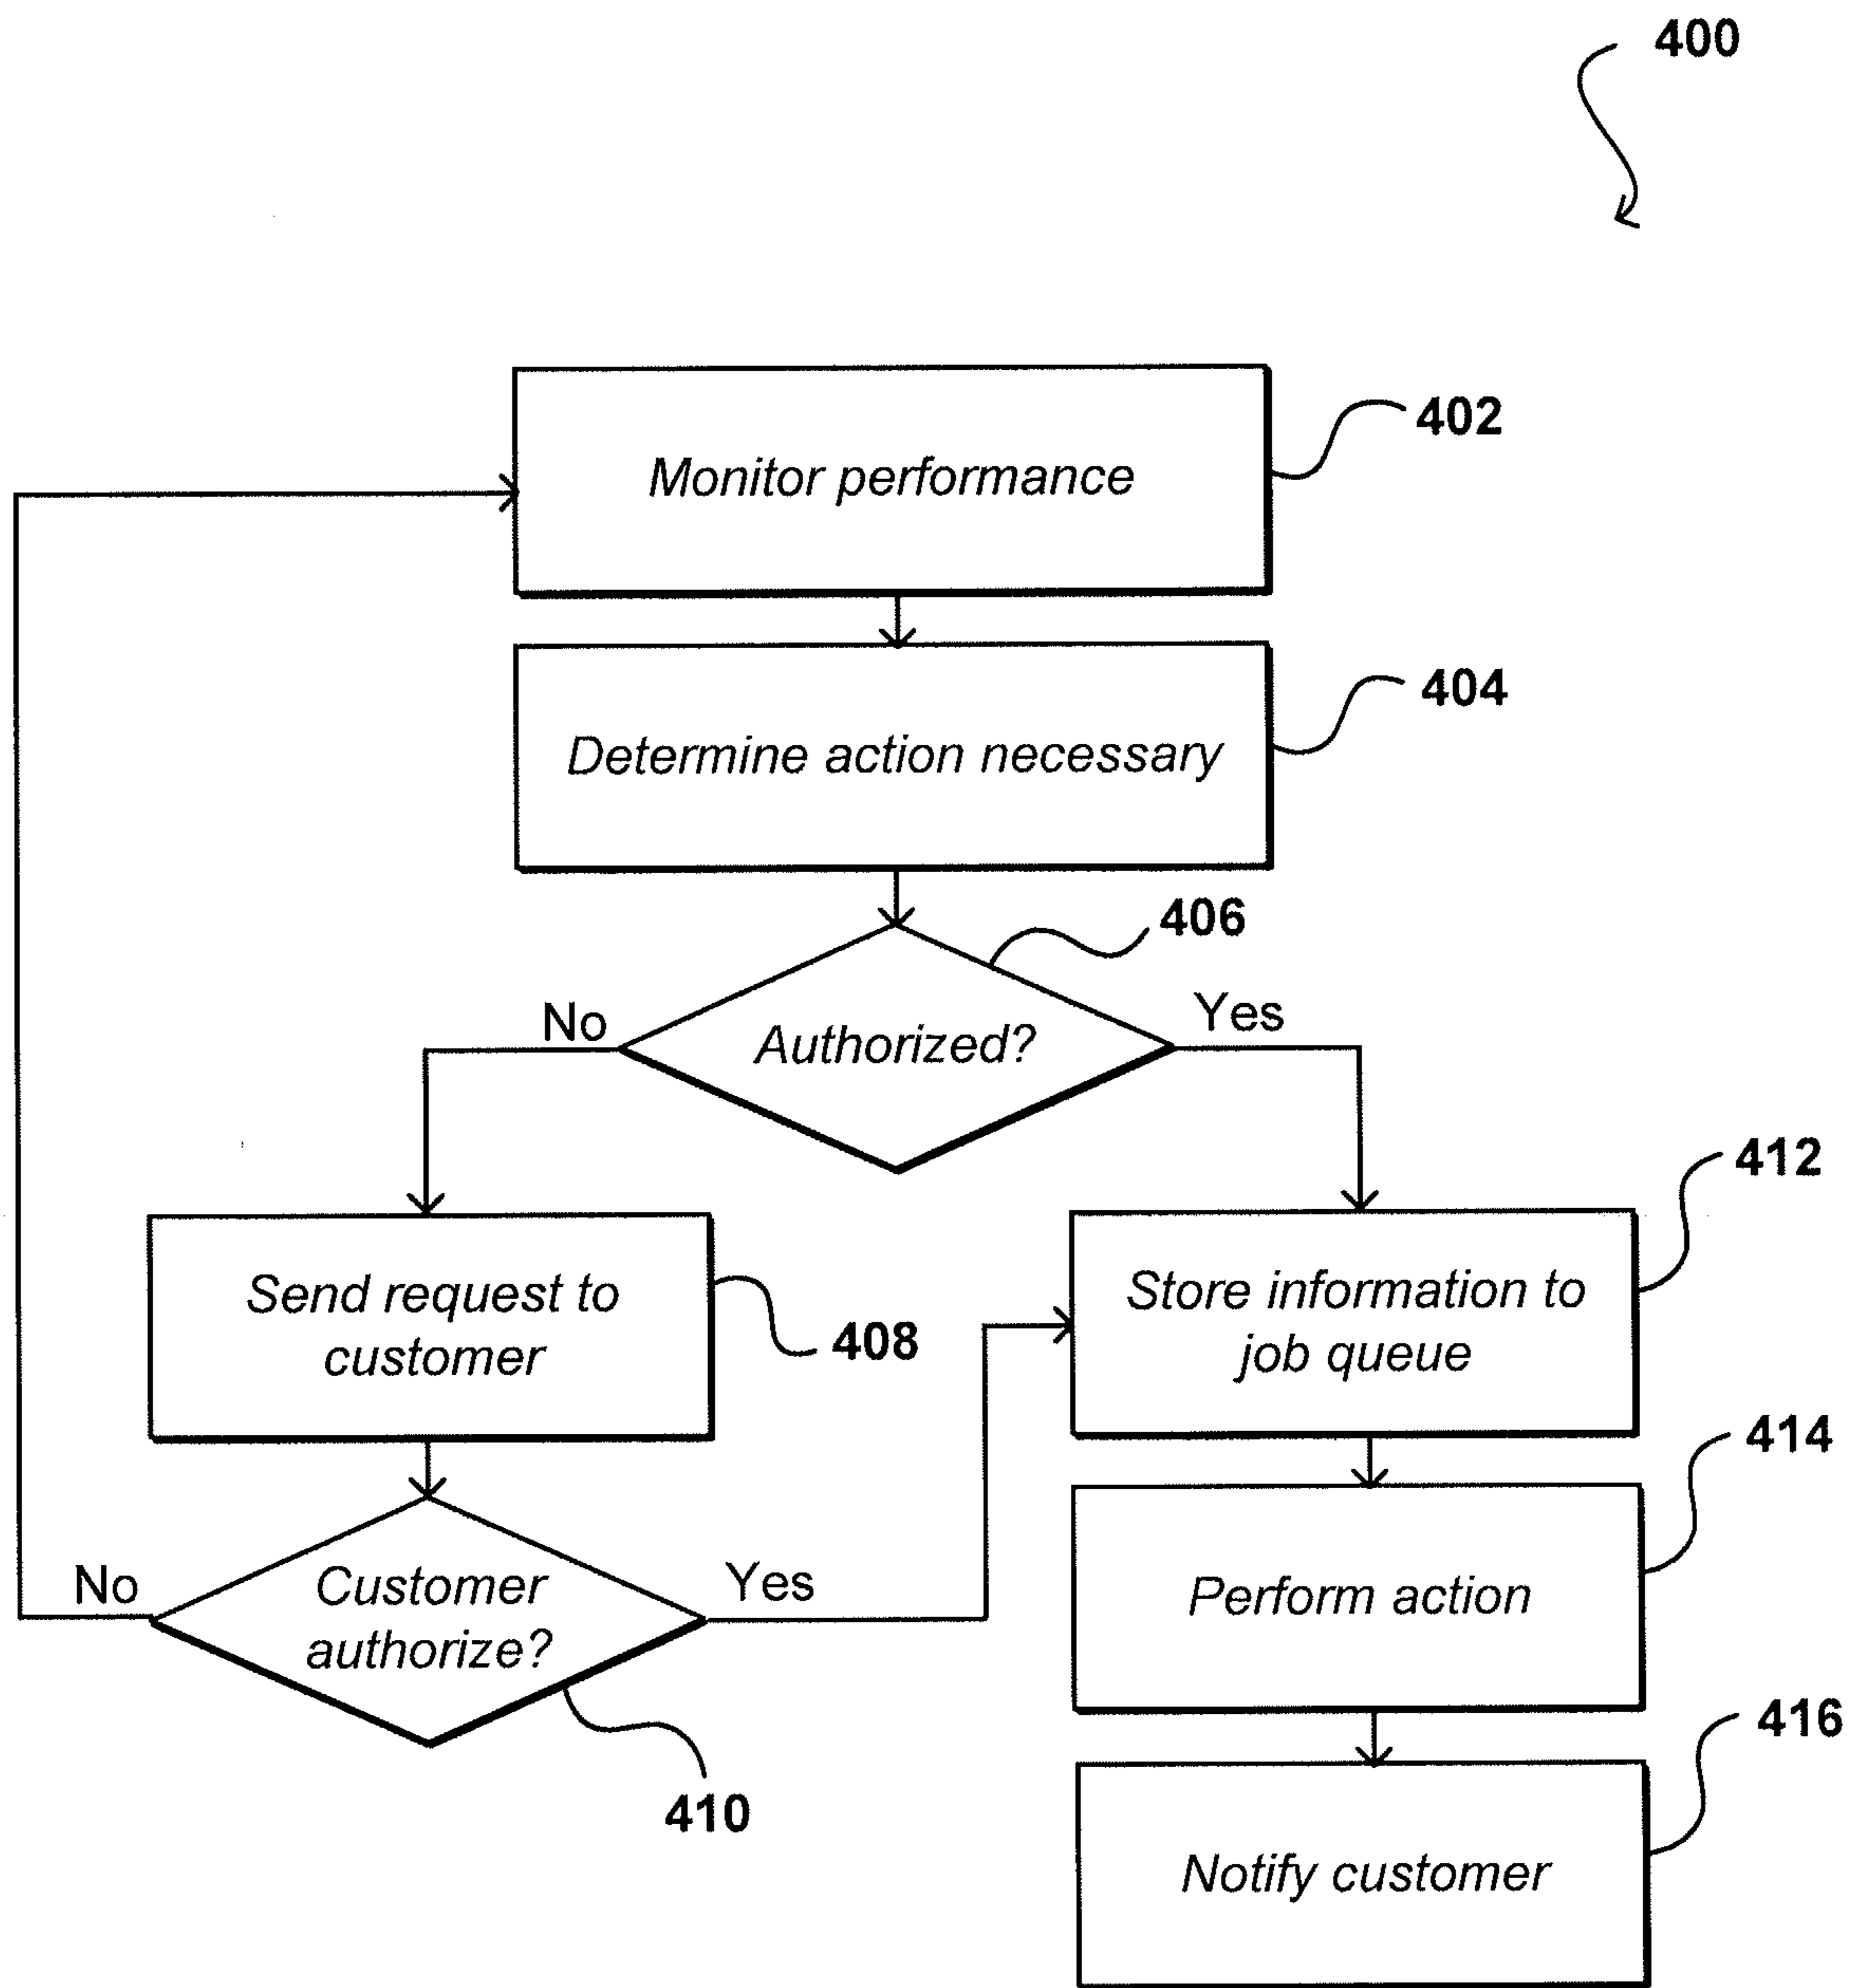 400
Monitor performance
402
Determine action necessary
404
406
No
Authorized?
Yes
412
Send request to
customer
408
Store information to
job queue
414
No
Customer
authorize?
Yes
Perform action
410
416
Notify customer